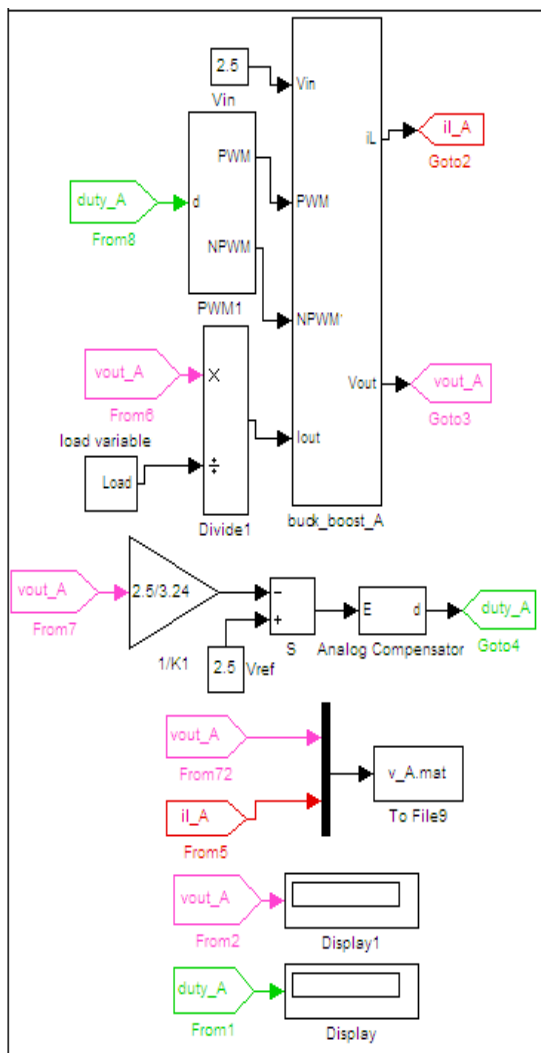 2.5
Vin
Vin
iL
il_A
Goto2
PWM
duty_A
d
From8
PWM
NPWM
NPWM'
PWM1
vout_A
×
From6
Vout
vout_A
Goto3
load variable
Iout
Load
÷
Divide1
buck_boost_A
vout_A
2.5/3.24
From7
−
+
S
E
d
Analog Compensator
duty_A
Goto4
1/K1
2.5
Vref
vout_A
From72
v_A.mat
To File9
il_A
From5
vout_A
From2
Display1
duty_A
From1
Display